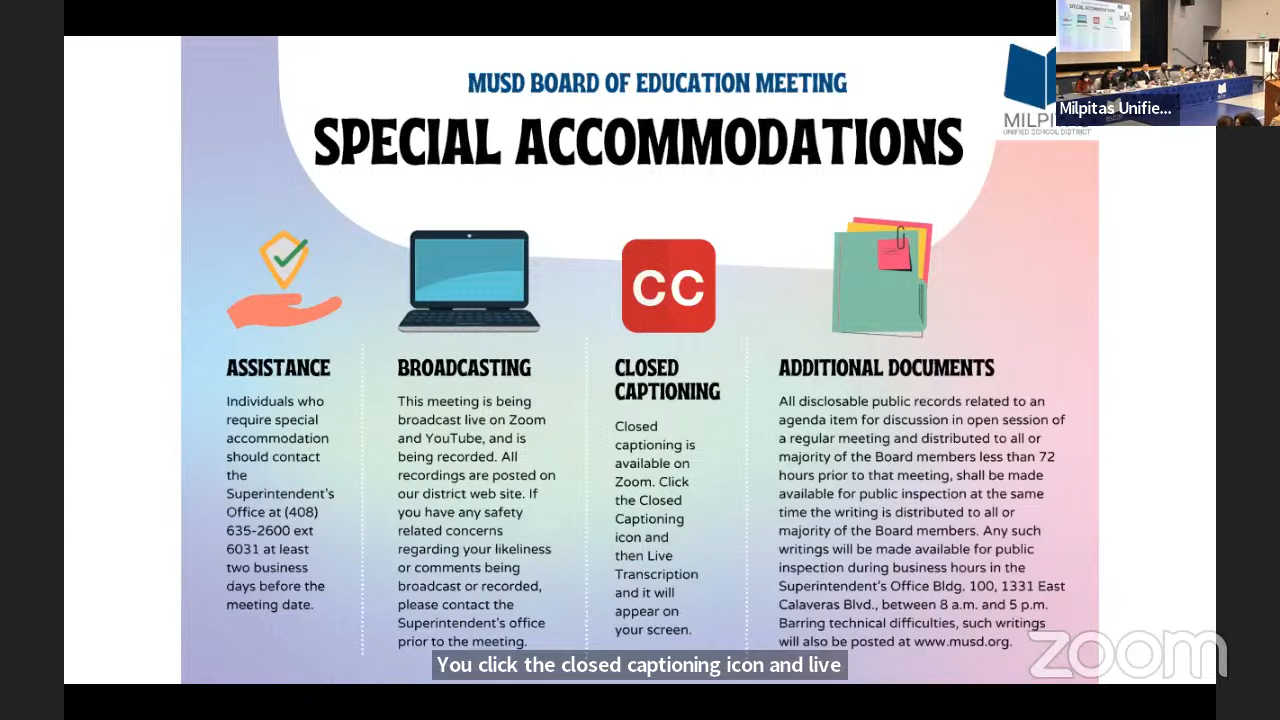 MUSD BOARD OF EDUCATION MEETING
SPECIAL ACCOMMODATIONS
UNIFIED SCHOOL DISTRICT
SPECIAL ACCOMMODATIONS
Milpitas Unifie...
CC
ASSISTANCE
Individuals who
require special
accommodation
should contact
the
Superintendent's
Office at (408)
635-2600 ext
6031 at least
two business
days before the
meeting date.
BROADCASTING
This meeting is being
broadcast live on Zoom
and YouTube, and is
being recorded. All
recordings are posted on
our district web site. If
you have any safety
related concerns
regarding your likeliness
or comments being
broadcast or recorded,
please contact the
Superintendent's office
prior to the meeting.
CLOSED
CAPTIONING
Closed
captioning is
available on
Zoom. Click
the Closed
Captioning
icon and
then Live
Transcription
and it will
appear on
your screen.
ADDITIONAL DOCUMENTS
All disclosable public records related to an
agenda item for discussion in open session of
a regular meeting and distributed to all or
majority of the Board members less than 72
hours prior to that meeting, shall be made
available for public inspection at the same
time the writing is distributed to all or
majority of the Board members. Any such
writings will be made available for public
inspection during business hours in the
Superintendent's Office Bldg. 100, 1331 East
Calaveras Blvd., between 8 a.m. and 5 p.m.
Barring technical difficulties, such writings
will also be posted at www.musd.org.
You click the closed captioning icon and live
zoom